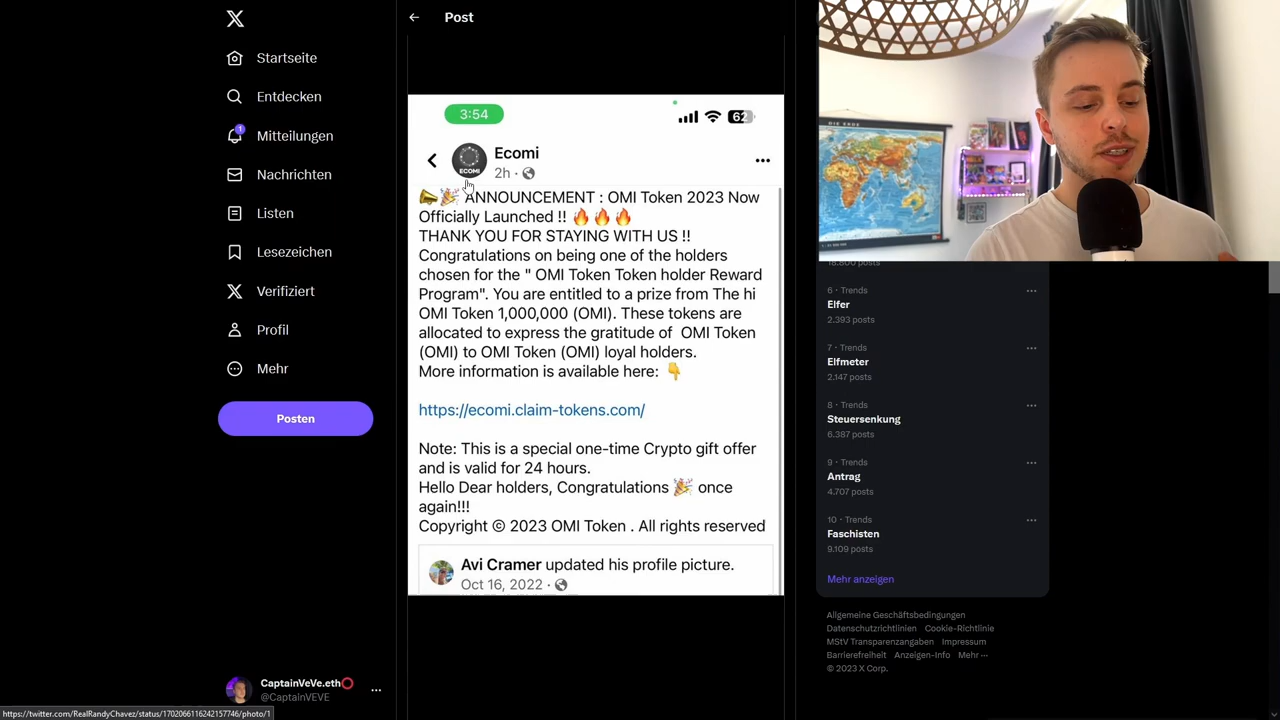 Post
Startseite
Entdecken
1
Mitteilungen
Nachrichten
Listen
Lesezeichen
Verifiziert
Profil
Mehr
Posten
CaptainVeVe.eth⭕
@CaptainVEVE
https://twitter.com/RealRandyChavez/status/1702066116242157746/photo/1
3:54
62
ECOMI
Ecomi
2h ·
📣🎉 ANNOUNCEMENT : OMI Token 2023 Now
Officially Launched !! 🔥🔥🔥
THANK YOU FOR STAYING WITH US !!
Congratulations on being one of the holders
chosen for the " OMI Token Token holder Reward
Program". You are entitled to a prize from The hi
OMI Token 1,000,000 (OMI). These tokens are
allocated to express the gratitude of OMI Token
(OMI) to OMI Token (OMI) loyal holders.
More information is available here: 👇
https://ecomi.claim-tokens.com/
Note: This is a special one-time Crypto gift offer
and is valid for 24 hours.
Hello Dear holders, Congratulations 🎉 once
again!!!
Copyright © 2023 OMI Token . All rights reserved
Avi Cramer updated his profile picture.
Oct 16, 2022 ·
DIE ERDE
18.800 posts
6 · Trends
Elfer
2.393 posts
7 · Trends
Elfmeter
2.147 posts
8 · Trends
Steuersenkung
6.387 posts
9 · Trends
Antrag
4.707 posts
10 · Trends
Faschisten
9.109 posts
Mehr anzeigen
Allgemeine Geschäftsbedingungen
Datenschutzrichtlinien Cookie-Richtlinie
MStV Transparenzangaben Impressum
Barrierefreiheit Anzeigen-Info Mehr ···
© 2023 X Corp.